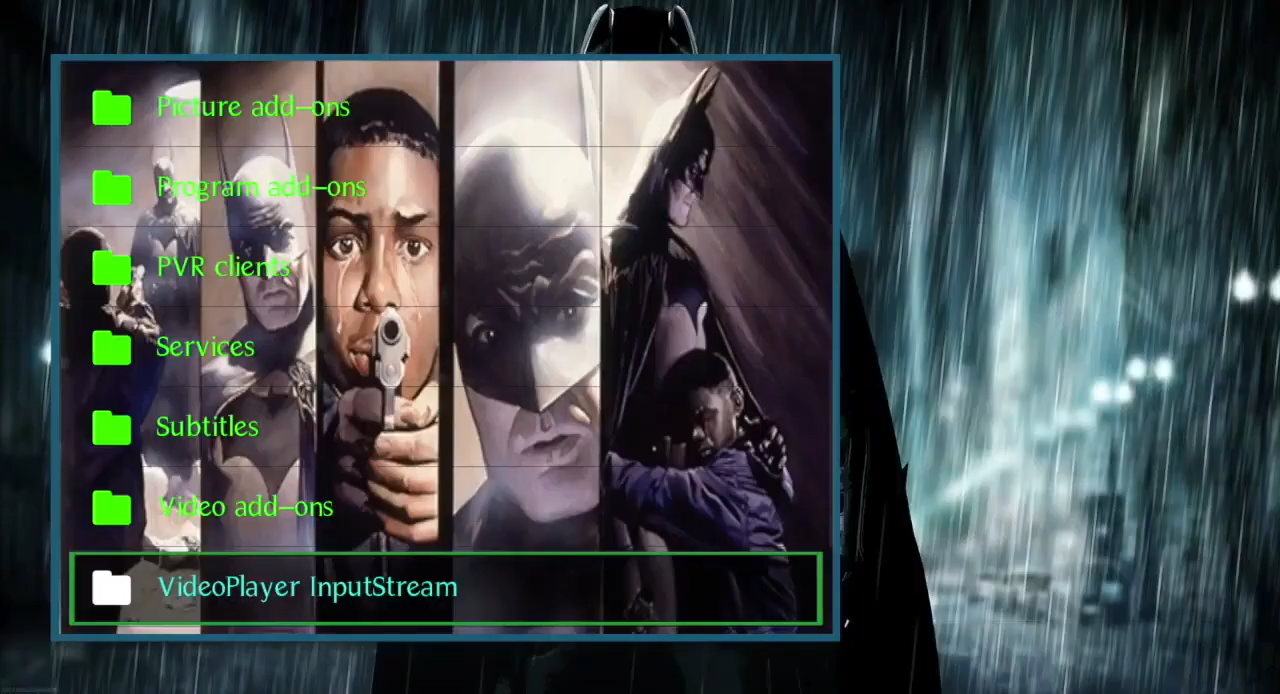 Picture add-ons
Program add-ons
PVR clients
Services
Subtitles
Video add-ons
VideoPlayer InputStream